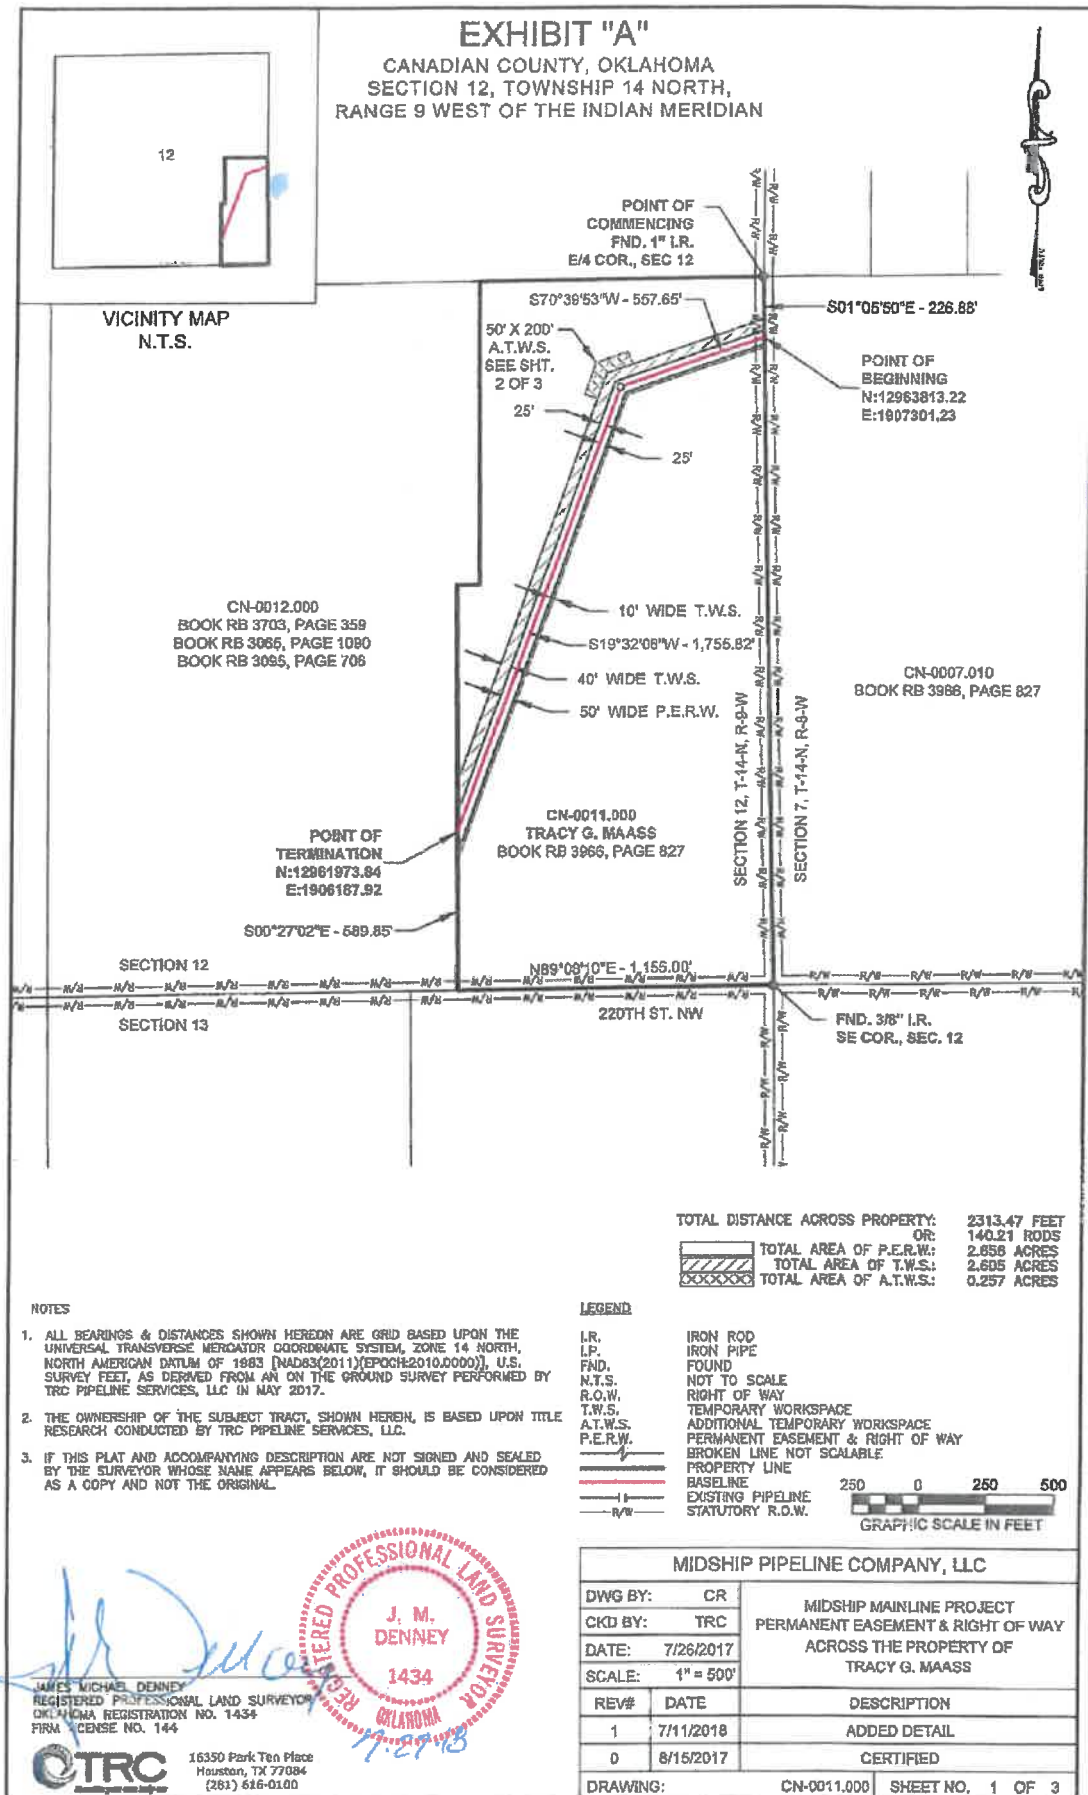 EXHIBIT "A"
CANADIAN COUNTY, OKLAHOMA
SECTION 12, TOWNSHIP 14 NORTH,
RANGE 9 WEST OF THE INDIAN MERIDIAN
12
VICINITY MAP
N.T.S.
POINT OF
COMMENCING
FND. 1" I.R.
E/4 COR., SEC 12
S70°39'53"W - 557.65'
S01°05'50"E - 226.88'
50' X 200'
A.T.W.S.
SEE SHT.
2 OF 3
POINT OF
BEGINNING
N:12963813.22
E:1907301.23
25'
25'
CN-0012.000
BOOK RB 3703, PAGE 359
BOOK RB 3065, PAGE 1090
BOOK RB 3095, PAGE 706
10' WIDE T.W.S.
S19°32'08"W - 1,755.82'
40' WIDE T.W.S.
50' WIDE P.E.R.W.
CN-0007.010
BOOK RB 3966, PAGE 827
SECTION 12, T-14-N, R-9-W
SECTION 7, T-14-N, R-8-W
CN-0011.000
TRACY G. MAASS
BOOK RB 3966, PAGE 827
POINT OF
TERMINATION
N:12961973.84
E:1906187.92
S00°27'02"E - 589.85'
SECTION 12
N89°08'10"E - 1,155.00'
R/W
SECTION 13
220TH ST. NW
FND. 3/8" I.R.
SE COR., SEC. 12
TOTAL DISTANCE ACROSS PROPERTY: 2313.47 FEET
OR: 140.21 RODS
TOTAL AREA OF P.E.R.W.: 2.656 ACRES
TOTAL AREA OF T.W.S.: 2.605 ACRES
TOTAL AREA OF A.T.W.S.: 0.257 ACRES
NOTES
1. ALL BEARINGS & DISTANCES SHOWN HEREON ARE GRID BASED UPON THE
UNIVERSAL TRANSVERSE MERCATOR COORDINATE SYSTEM, ZONE 14 NORTH,
NORTH AMERICAN DATUM OF 1983 [NAD83(2011)(EPOCH:2010.0000)], U.S.
SURVEY FEET, AS DERIVED FROM AN ON THE GROUND SURVEY PERFORMED BY
TRC PIPELINE SERVICES, LLC IN MAY 2017.
2. THE OWNERSHIP OF THE SUBJECT TRACT, SHOWN HEREIN, IS BASED UPON TITLE
RESEARCH CONDUCTED BY TRC PIPELINE SERVICES, LLC.
3. IF THIS PLAT AND ACCOMPANYING DESCRIPTION ARE NOT SIGNED AND SEALED
BY THE SURVEYOR WHOSE NAME APPEARS BELOW, IT SHOULD BE CONSIDERED
AS A COPY AND NOT THE ORIGINAL.
LEGEND
I.R. IRON ROD
I.P. IRON PIPE
FND. FOUND
N.T.S. NOT TO SCALE
R.O.W. RIGHT OF WAY
T.W.S. TEMPORARY WORKSPACE
A.T.W.S. ADDITIONAL TEMPORARY WORKSPACE
P.E.R.W. PERMANENT EASEMENT & RIGHT OF WAY
BROKEN LINE NOT SCALABLE
PROPERTY LINE
BASELINE
EXISTING PIPELINE
R/W STATUTORY R.O.W.
250 0 250 500
GRAPHIC SCALE IN FEET
REGISTERED PROFESSIONAL LAND SURVEYOR
J. M.
DENNEY
1434
OKLAHOMA
JAMES MICHAEL DENNEY
REGISTERED PROFESSIONAL LAND SURVEYOR
OKLAHOMA REGISTRATION NO. 1434
FIRM LICENSE NO. 144
TRC
16350 Park Ten Place
Houston, TX 77084
(281) 616-0100
MIDSHIP PIPELINE COMPANY, LLC
DWG BY: CR
CKD BY: TRC
DATE: 7/26/2017
SCALE: 1" = 500'
MIDSHIP MAINLINE PROJECT
PERMANENT EASEMENT & RIGHT OF WAY
ACROSS THE PROPERTY OF
TRACY G. MAASS
REV# DATE DESCRIPTION
1 7/11/2018 ADDED DETAIL
0 8/15/2017 CERTIFIED
DRAWING: CN-0011.000 SHEET NO. 1 OF 3